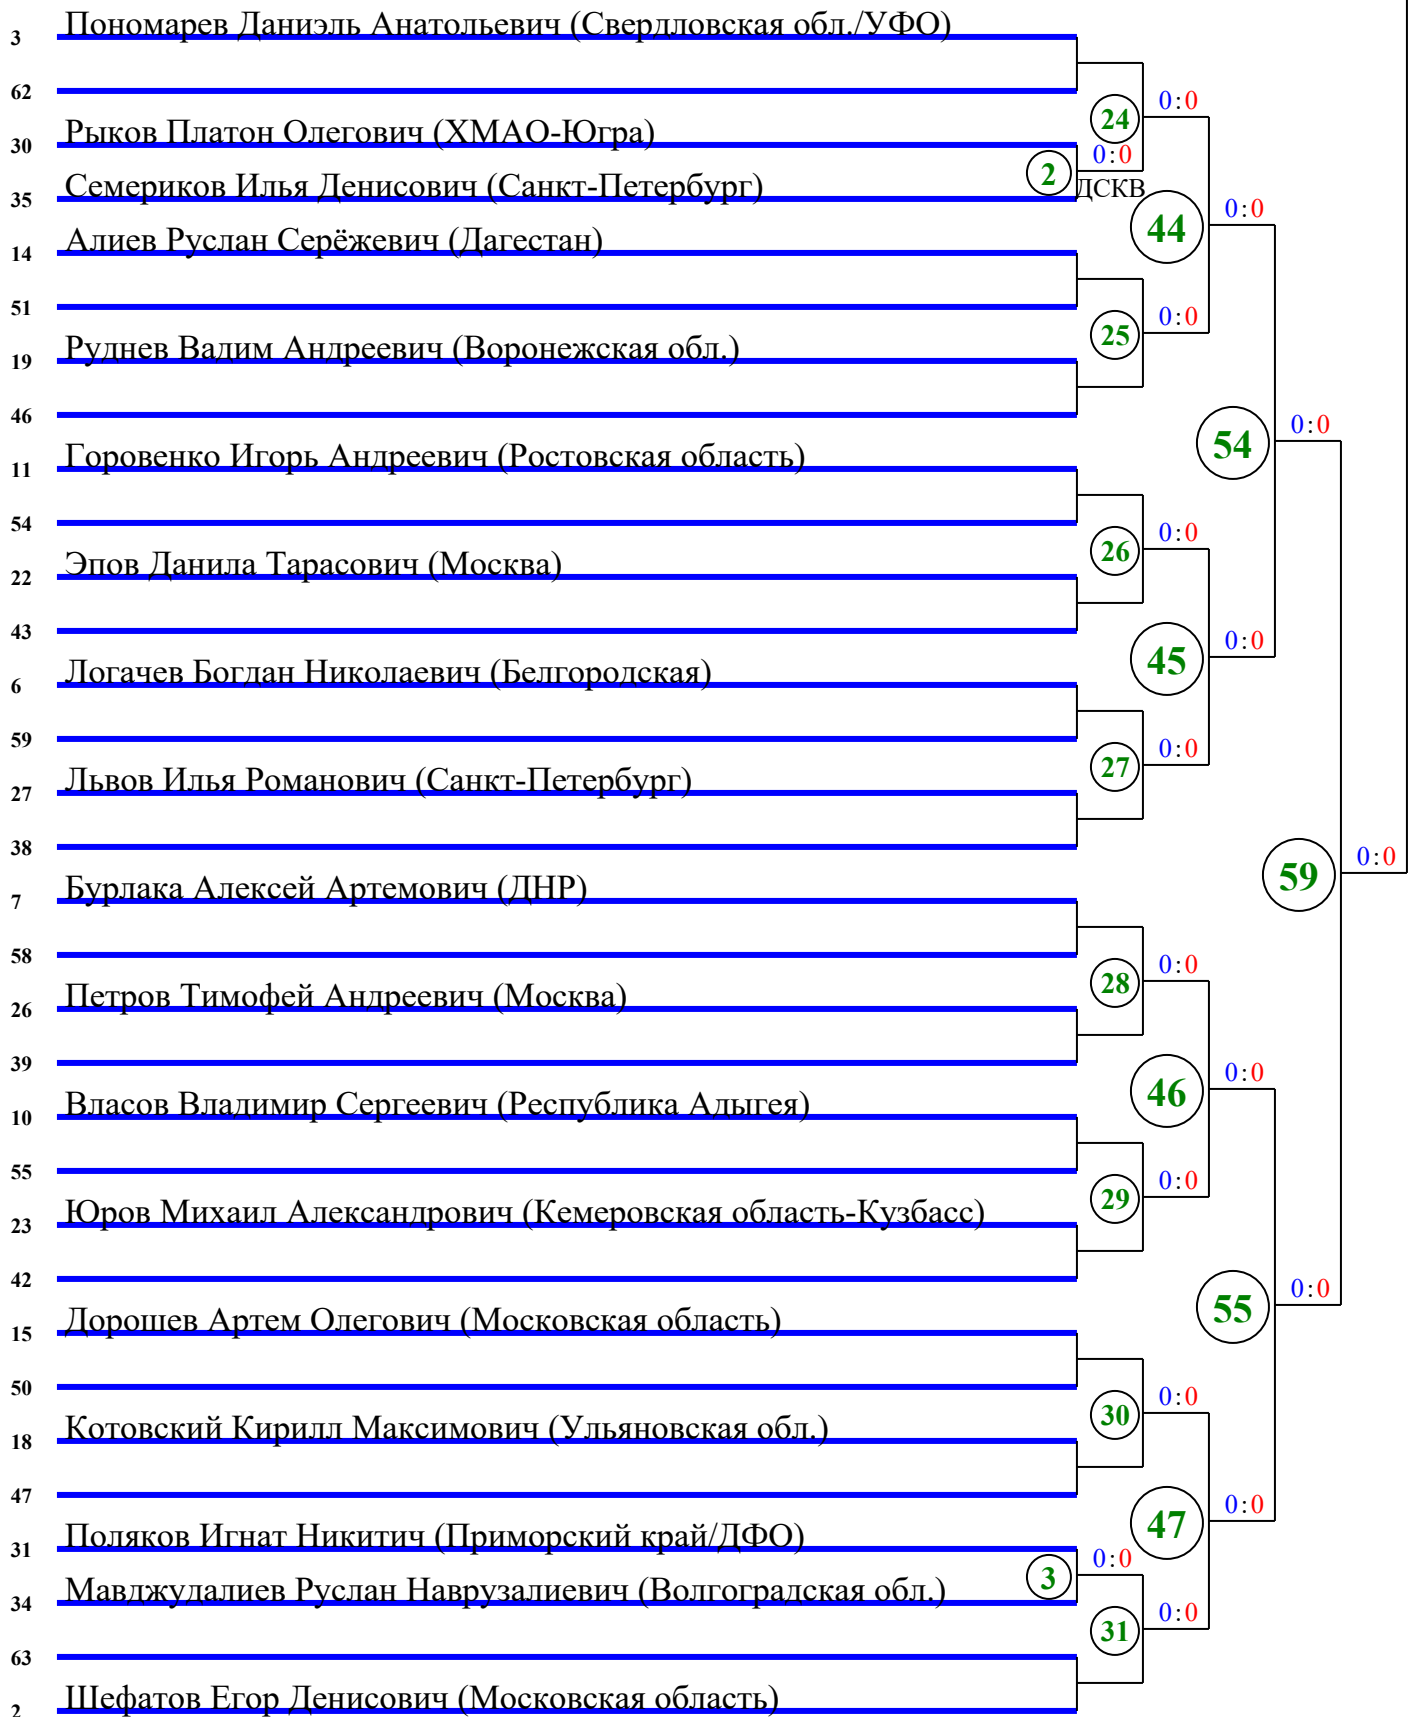 3 Пономарев Даниэль Анатольевич (Свердловская обл./УФО)
62
0:0
24
30 Рыков Платон Олегович (ХМАО-Югра)
0:0
2
ДСКВ
35 Семериков Илья Денисович (Санкт-Петербург)
0:0
44
14 Алиев Руслан Серёжевич (Дагестан)
51
0:0
25
19 Руднев Вадим Андреевич (Воронежская обл.)
46
0:0
54
11 Горовенко Игорь Андреевич (Ростовская область)
54
0:0
26
22 Эпов Данила Тарасович (Москва)
43
0:0
45
6 Логачев Богдан Николаевич (Белгородская)
59
0:0
27
27 Львов Илья Романович (Санкт-Петербург)
38
0:0
59
7 Бурлака Алексей Артемович (ДНР)
58
0:0
28
26 Петров Тимофей Андреевич (Москва)
39
0:0
46
10 Власов Владимир Сергеевич (Республика Адыгея)
55
0:0
29
23 Юров Михаил Александрович (Кемеровская область-Кузбасс)
42
0:0
55
15 Дорошев Артем Олегович (Московская область)
50
0:0
30
18 Котовский Кирилл Максимович (Ульяновская обл.)
47
0:0
47
31 Поляков Игнат Никитич (Приморский край/ДФО)
0:0
3
34 Мавджудалиев Руслан Наврузалиевич (Волгоградская обл.)
0:0
31
63
2 Шефатов Егор Денисович (Московская область)